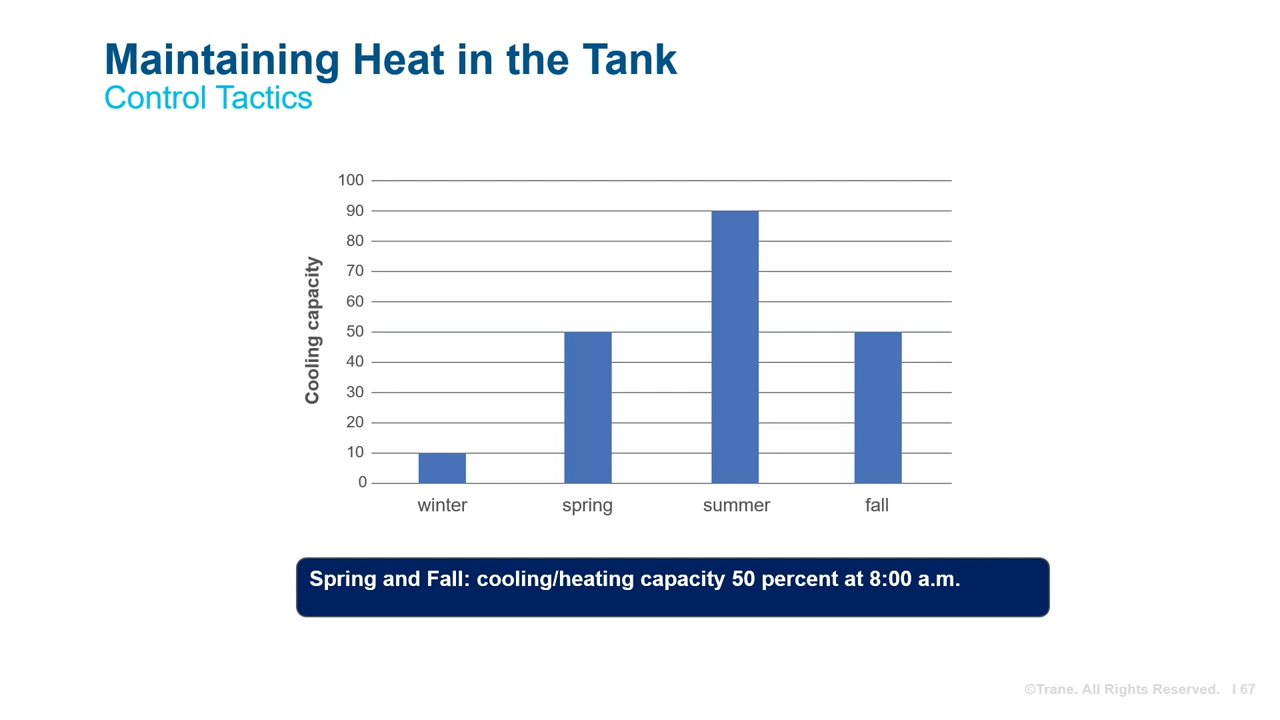 Maintaining Heat in the Tank
Control Tactics
100
90
80
70
60
50
40
30
20
10
0
Cooling capacity
winter spring summer fall
Spring and Fall: cooling/heating capacity 50 percent at 8:00 a.m.
©Trane. All Rights Reserved. I 67